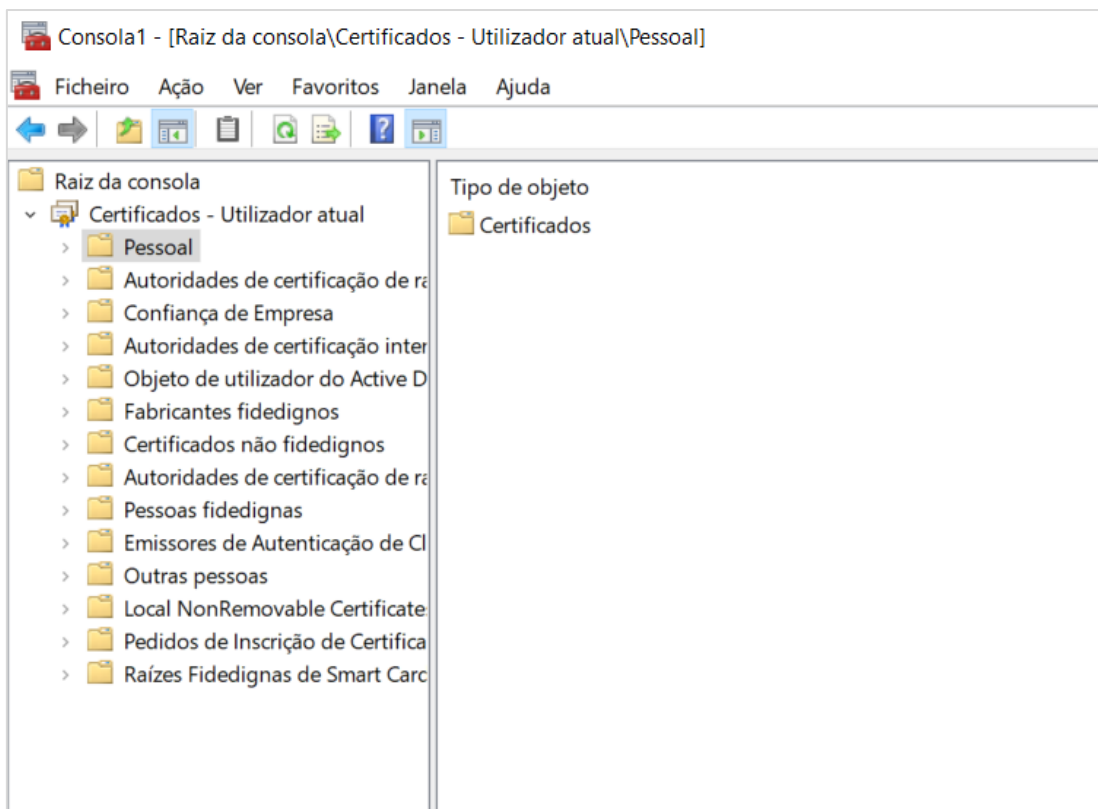 Consola1 - [Raiz da consola\Certificados - Utilizador atual\Pessoal]
Ficheiro Ação Ver Favoritos Janela Ajuda
Raiz da consola
Certificados - Utilizador atual
Pessoal
Autoridades de certificação de ra
Confiança de Empresa
Autoridades de certificação inter
Objeto de utilizador do Active D
Fabricantes fidedignos
Certificados não fidedignos
Autoridades de certificação de ra
Pessoas fidedignas
Emissores de Autenticação de Cl
Outras pessoas
Local NonRemovable Certificate
Pedidos de Inscrição de Certifica
Raízes Fidedignas de Smart Carc
Tipo de objeto
Certificados